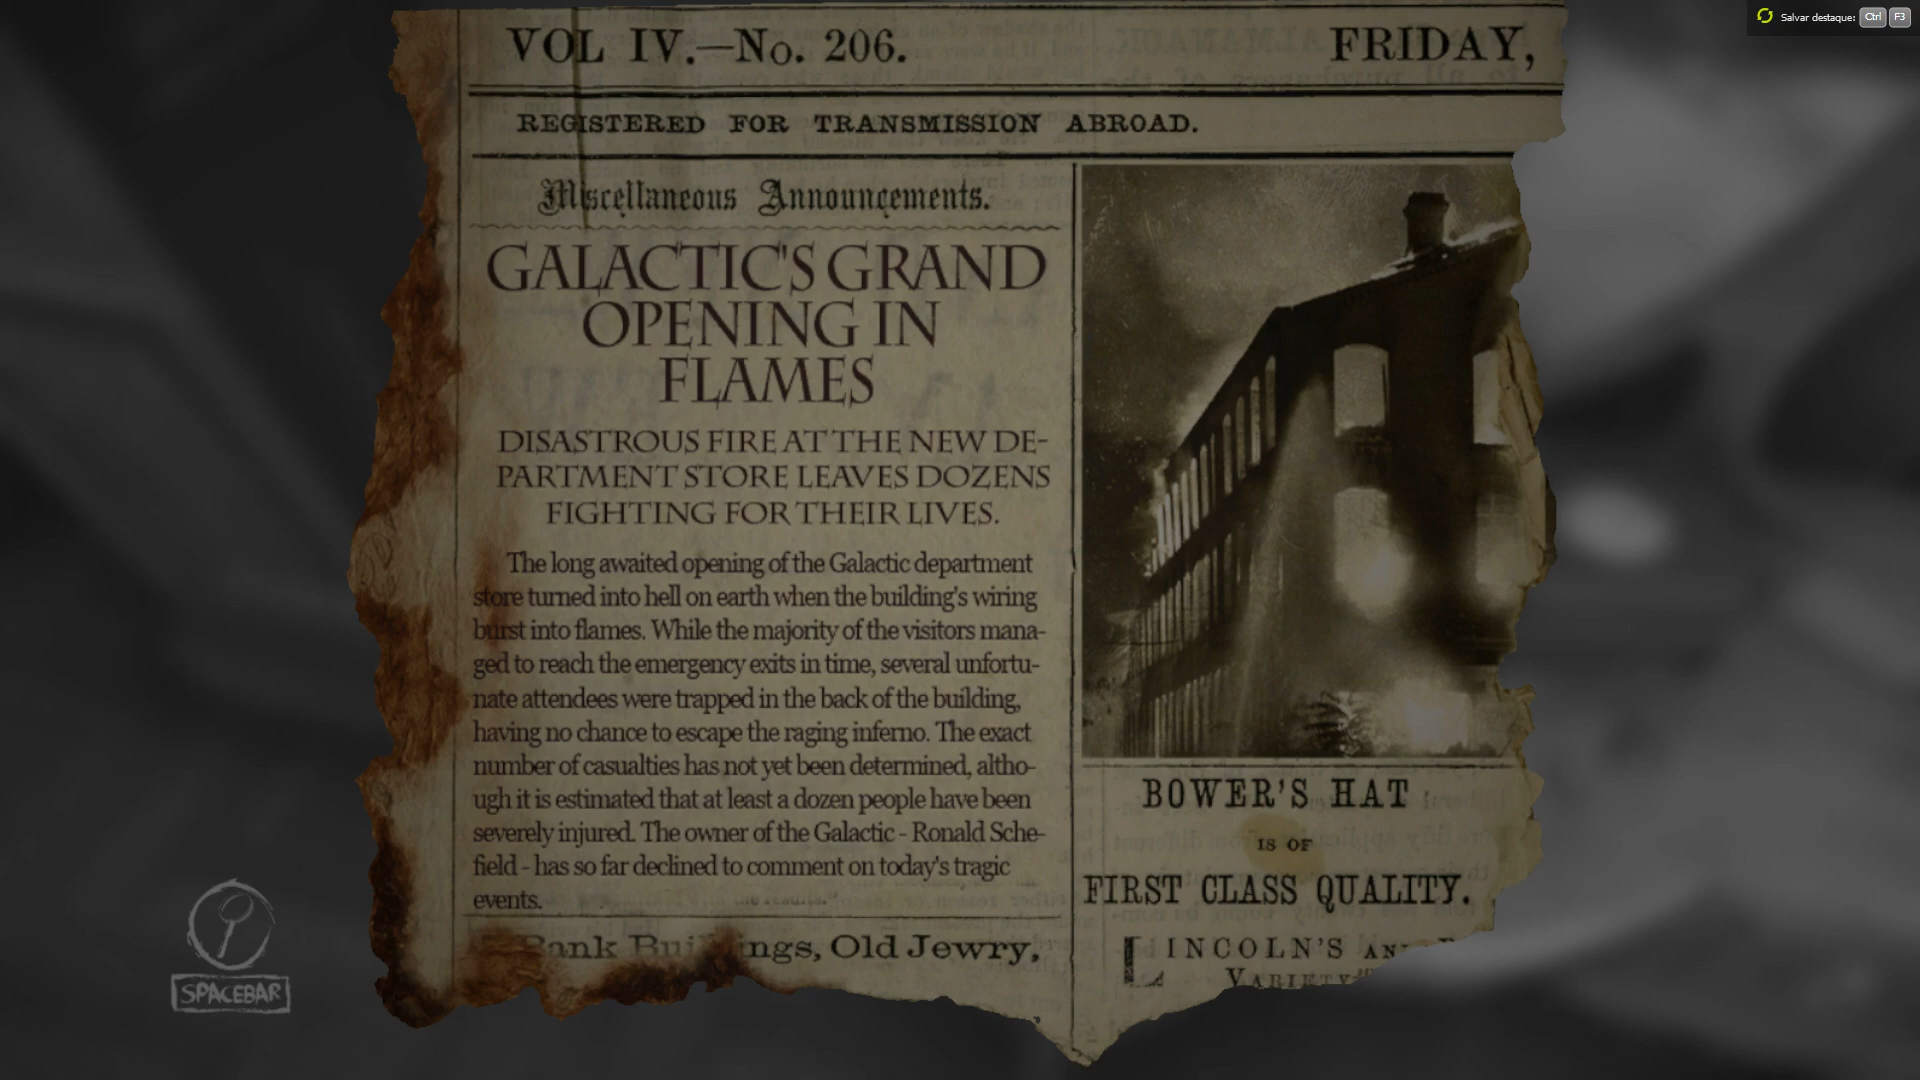 Salvar destaque: Ctrl F3
VOL IV.—No. 206.
FRIDAY,
REGISTERED FOR TRANSMISSION ABROAD.
Miscellaneous Announcements.
GALACTIC'S GRAND
OPENING IN
FLAMES
DISASTROUS FIRE AT THE NEW DE-
PARTMENT STORE LEAVES DOZENS
FIGHTING FOR THEIR LIVES.
The long awaited opening of the Galactic department
store turned into hell on earth when the building's wiring
burst into flames. While the majority of the visitors mana-
ged to reach the emergency exits in time, several unfortu-
nate attendees were trapped in the back of the building,
having no chance to escape the raging inferno. The exact
number of casualties has not yet been determined, altho-
ugh it is estimated that at least a dozen people have been
severely injured. The owner of the Galactic - Ronald Sche-
field - has so far declined to comment on today's tragic
events.
Old Jewry,
BOWER'S HAT
IS OF
FIRST CLASS QUALITY.
LINCOLN'S
VARIETY
SPACEBAR